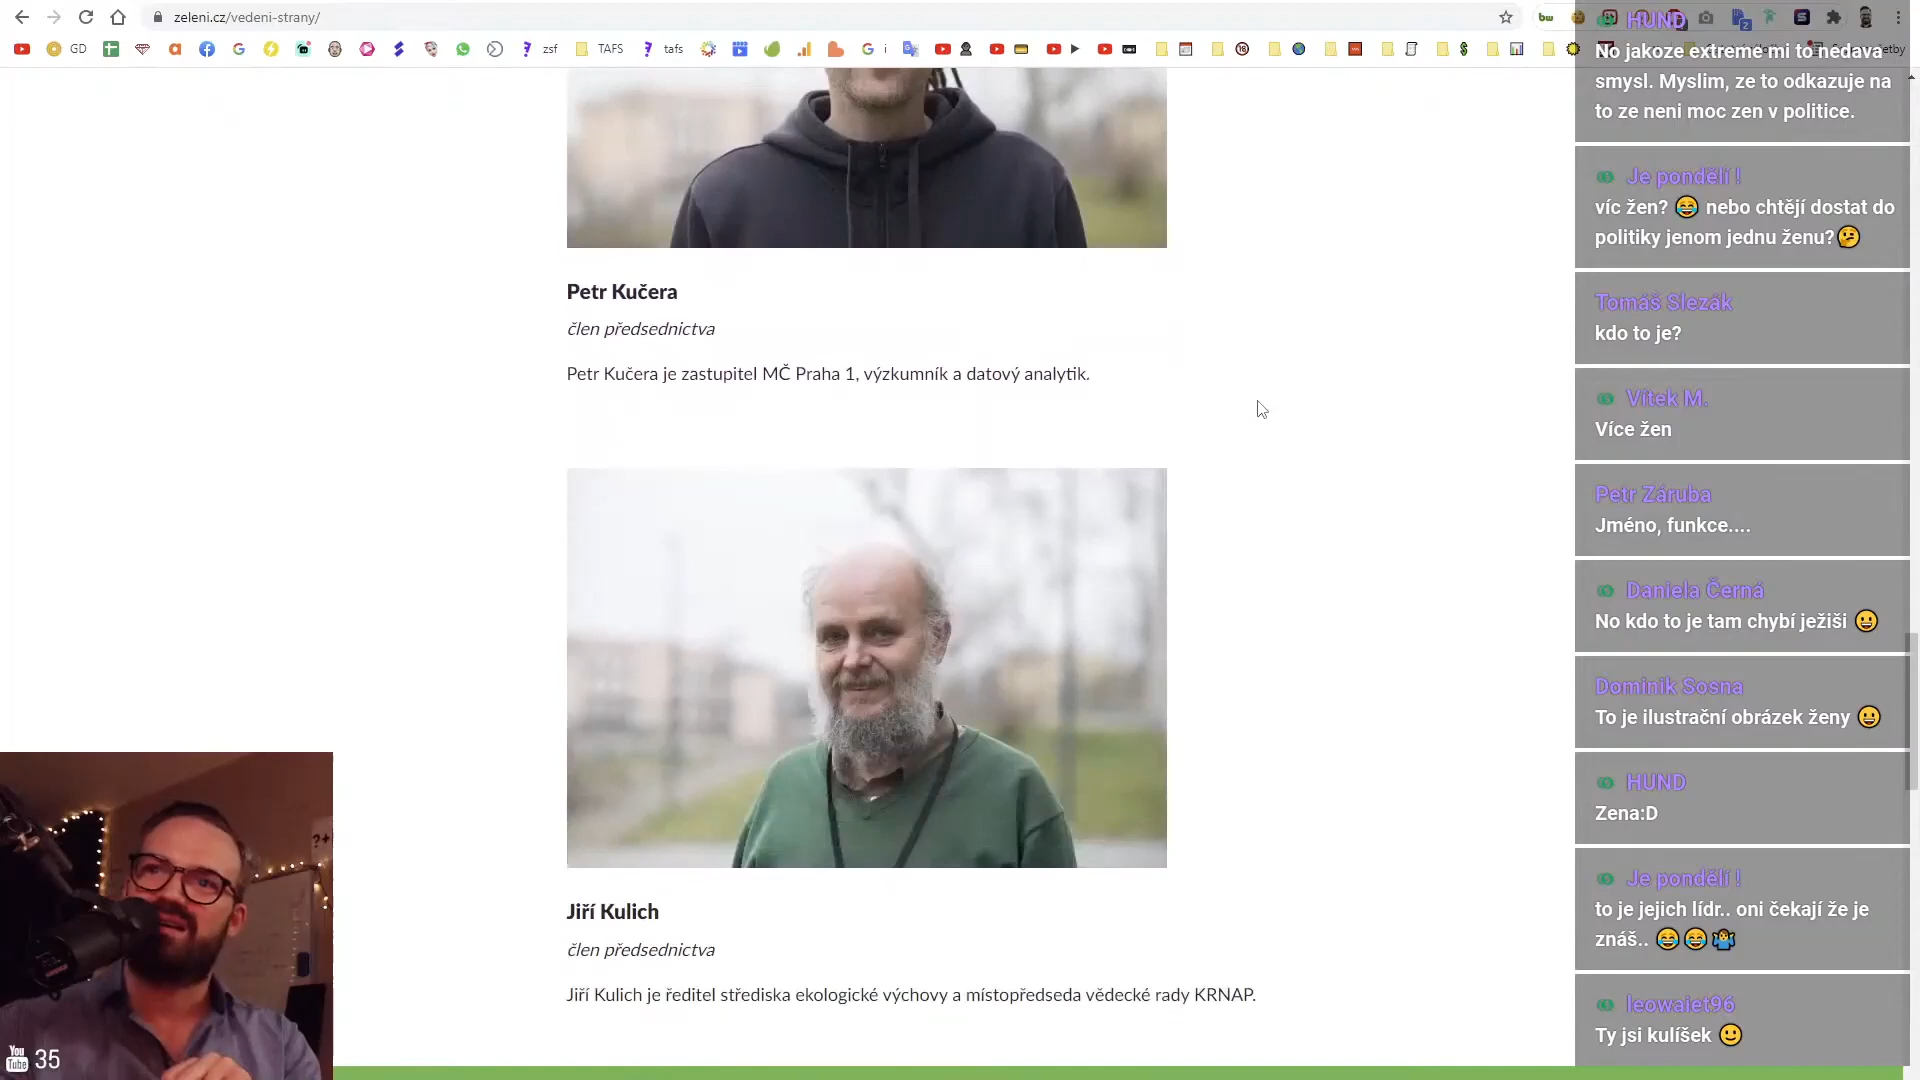 zeleni.cz/vedeni-strany/
GD
zsf
TAFS
tafs
i
Petr Kučera
člen předsednictva
Petr Kučera je zastupitel MČ Praha 1, výzkumník a datový analytik.
Jiří Kulich
člen předsednictva
Jiří Kulich je ředitel střediska ekologické výchovy a místopředseda vědecké rady KRNAP.
HUND
No jakoze extreme mi to nedava
smysl. Myslim, ze to odkazuje na
to ze neni moc zen v politice.
Je pondělí !
víc žen? 😂 nebo chtějí dostat do
politiky jenom jednu ženu?🤔
Tomáš Slezák
kdo to je?
Vítek M.
Více žen
Petr Záruba
Jméno, funkce....
Daniela Černá
No kdo to je tam chybí ježiši 😀
Dominik Sosna
To je ilustrační obrázek ženy 😀
HUND
Zena:D
Je pondělí !
to je jejich lídr.. oni čekají že je
znáš.. 😂😂🤷‍♂️
leowaiet96
Ty jsi kulíšek 🙂
You
Tube 35